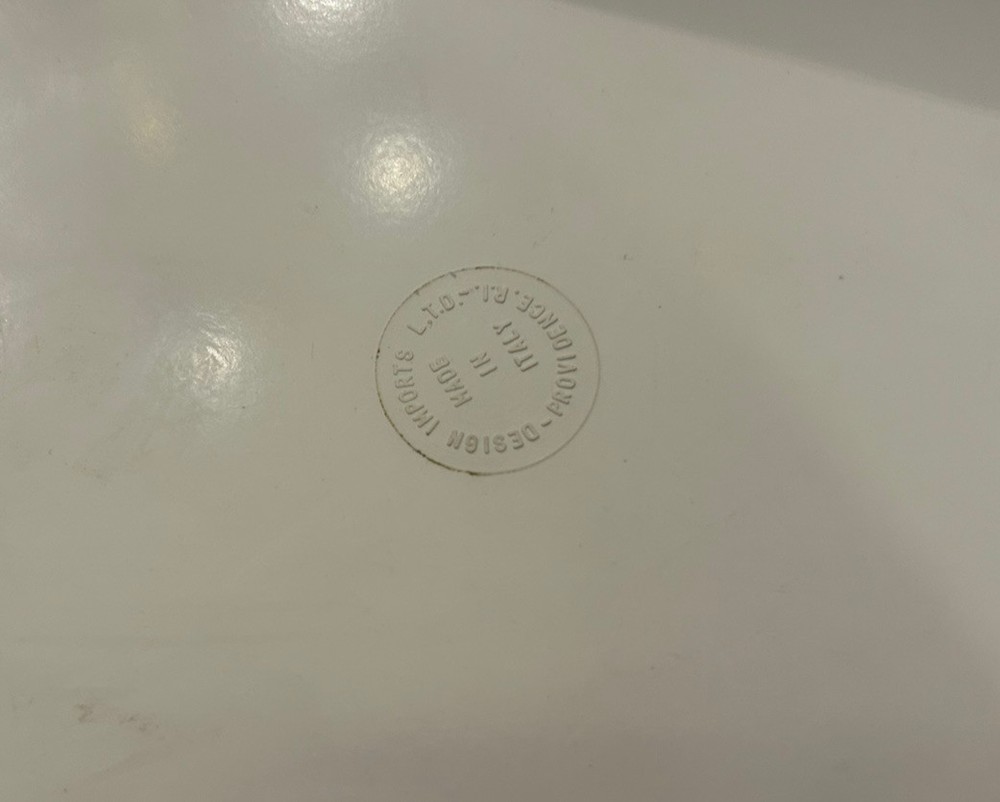 DESIGN IMPORTS L.T.D.- PROVIDENCE. R.I. -
MADE
IN
ITALY